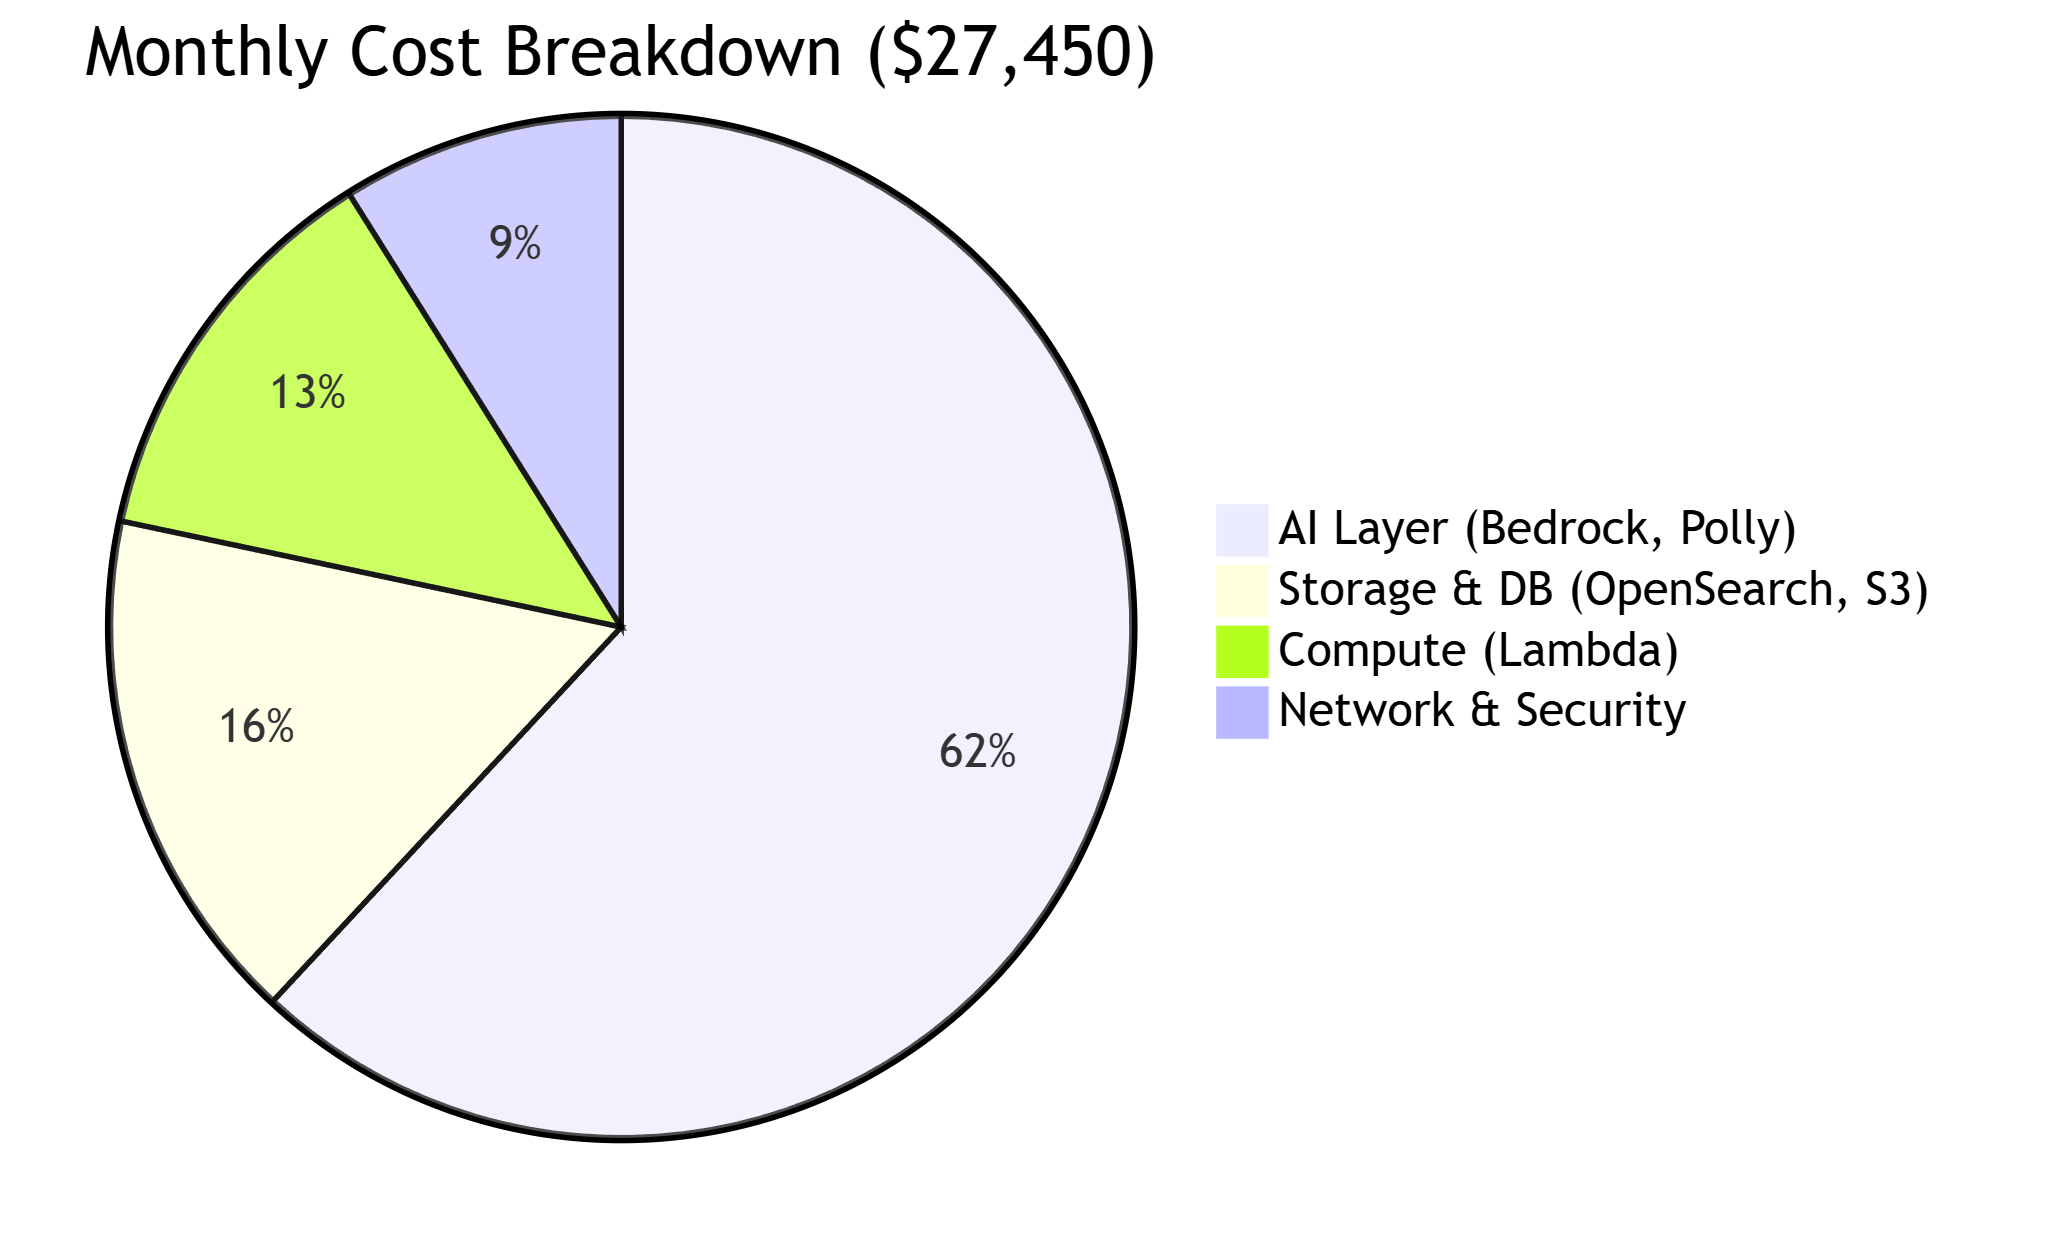 Monthly Cost Breakdown ($27,450)
9%
13%
16%
62%
AI Layer (Bedrock, Polly)
Storage & DB (OpenSearch, S3)
Compute (Lambda)
Network & Security